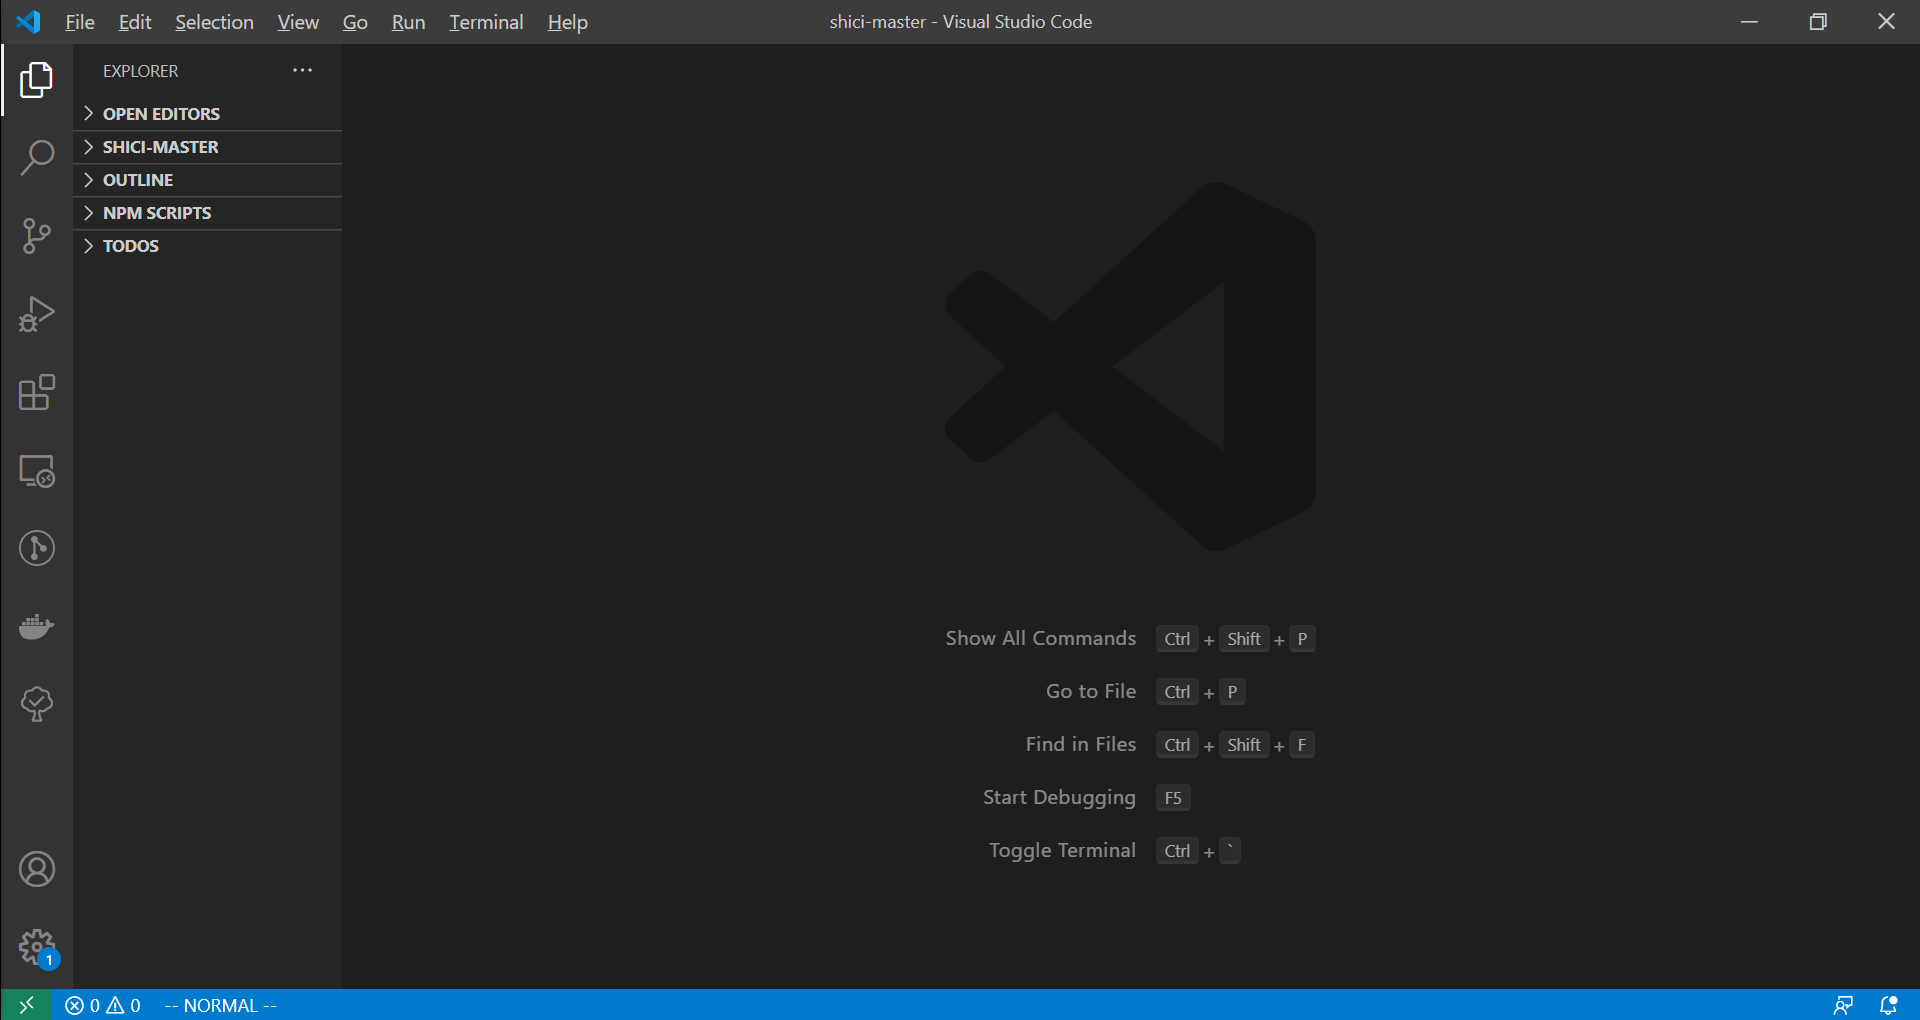 File Edit Selection View Go Run Terminal Help
shici-master - Visual Studio Code
EXPLORER
OPEN EDITORS
SHICI-MASTER
OUTLINE
NPM SCRIPTS
TODOS
Show All Commands Ctrl + Shift + P
Go to File Ctrl + P
Find in Files Ctrl + Shift + F
Start Debugging F5
Toggle Terminal Ctrl + `
1
0 0 -- NORMAL --